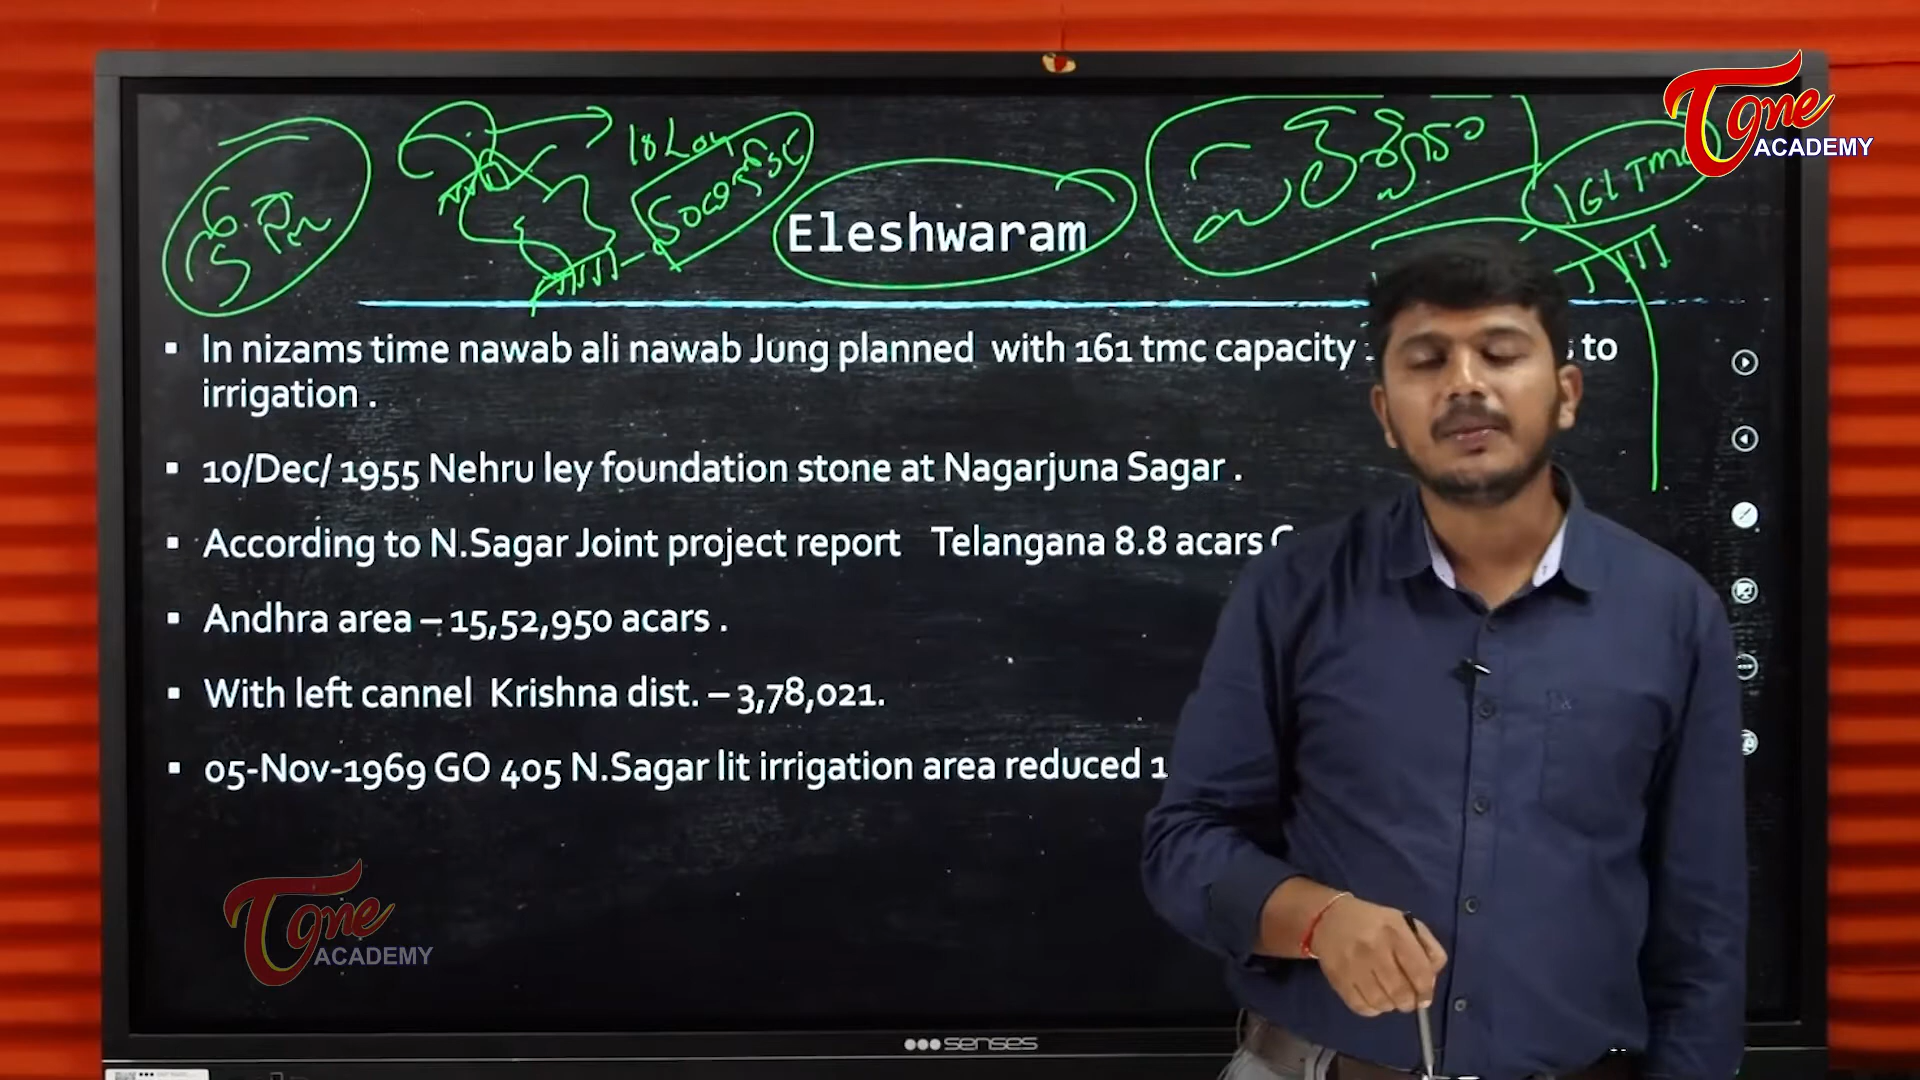 Tone
ACADEMY
161 TMC
Eleshwaram
▪ In nizams time nawab ali nawab Jung planned with 161 tmc capacity
s to
irrigation .
▪ 10/Dec/ 1955 Nehru ley foundation stone at Nagarjuna Sagar .
▪ According to N.Sagar Joint project report Telangana 8.8 acars
▪ Andhra area – 15,52,950 acars .
▪ With left cannel Krishna dist. – 3,78,021.
▪ 05-Nov-1969 GO 405 N.Sagar lit irrigation area reduced 1
Tone
ACADEMY
senses